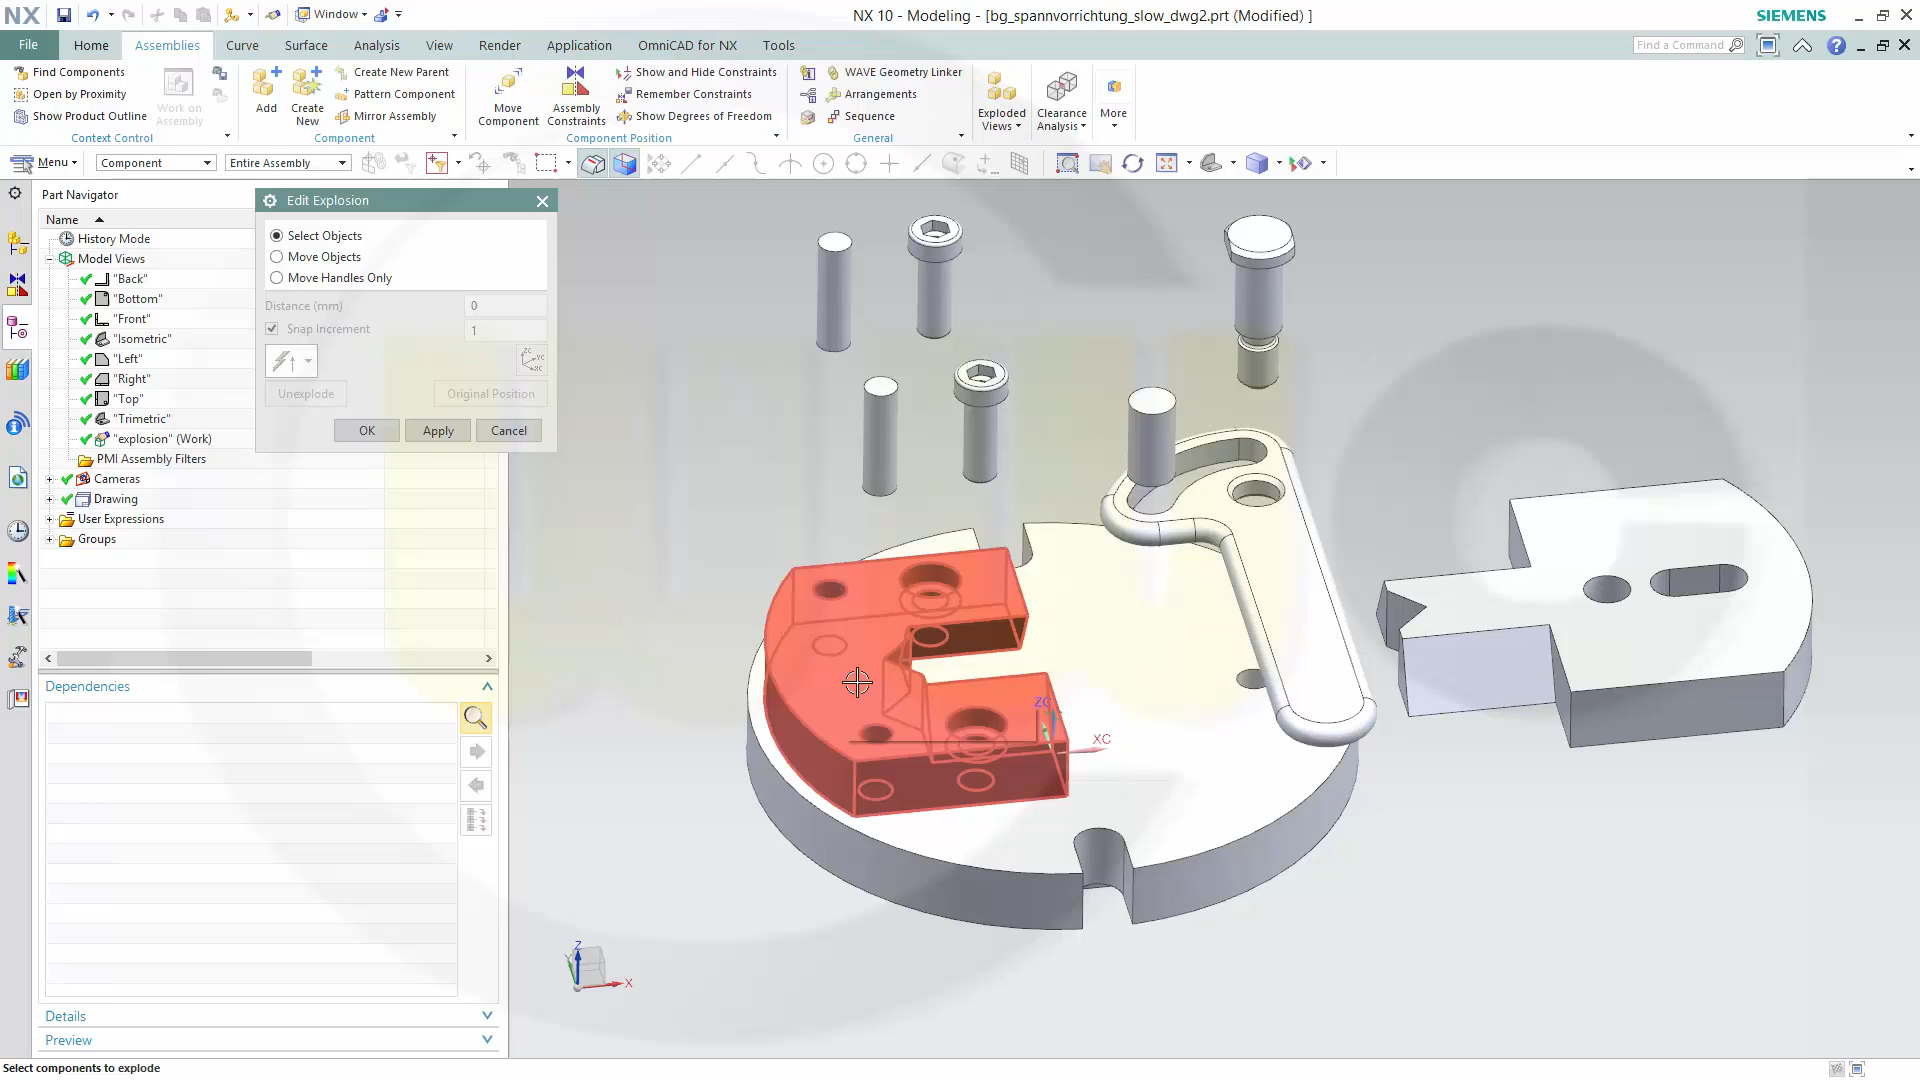 NX
Window
NX 10 - Modeling - [bg_spannvorrichtung_slow_dwg2.prt (Modified) ]
SIEMENS
File Home Assemblies Curve Surface Analysis View Render Application OmniCAD for NX Tools
Find a Command
Find Components
Open by Proximity
Show Product Outline
Work on
Assembly
Context Control
Add
Create
New
Create New Parent
Pattern Component
Mirror Assembly
Component
Move
Component
Assembly
Constraints
Show and Hide Constraints
Remember Constraints
Show Degrees of Freedom
Component Position
WAVE Geometry Linker
Arrangements
Sequence
General
Exploded
Views
Clearance
Analysis
More
Menu
Component
Entire Assembly
Part Navigator
Name
History Mode
Model Views
"Back"
"Bottom"
"Front"
"Isometric"
"Left"
"Right"
"Top"
"Trimetric"
"explosion" (Work)
PMI Assembly Filters
Cameras
Drawing
User Expressions
Groups
Edit Explosion
Select Objects
Move Objects
Move Handles Only
Distance (mm) 0
Snap Increment 1
ZC
YC
XC
Unexplode Original Position
OK Apply Cancel
Dependencies
Details
Preview
ZC
XC
Z
Y
X
Select components to explode